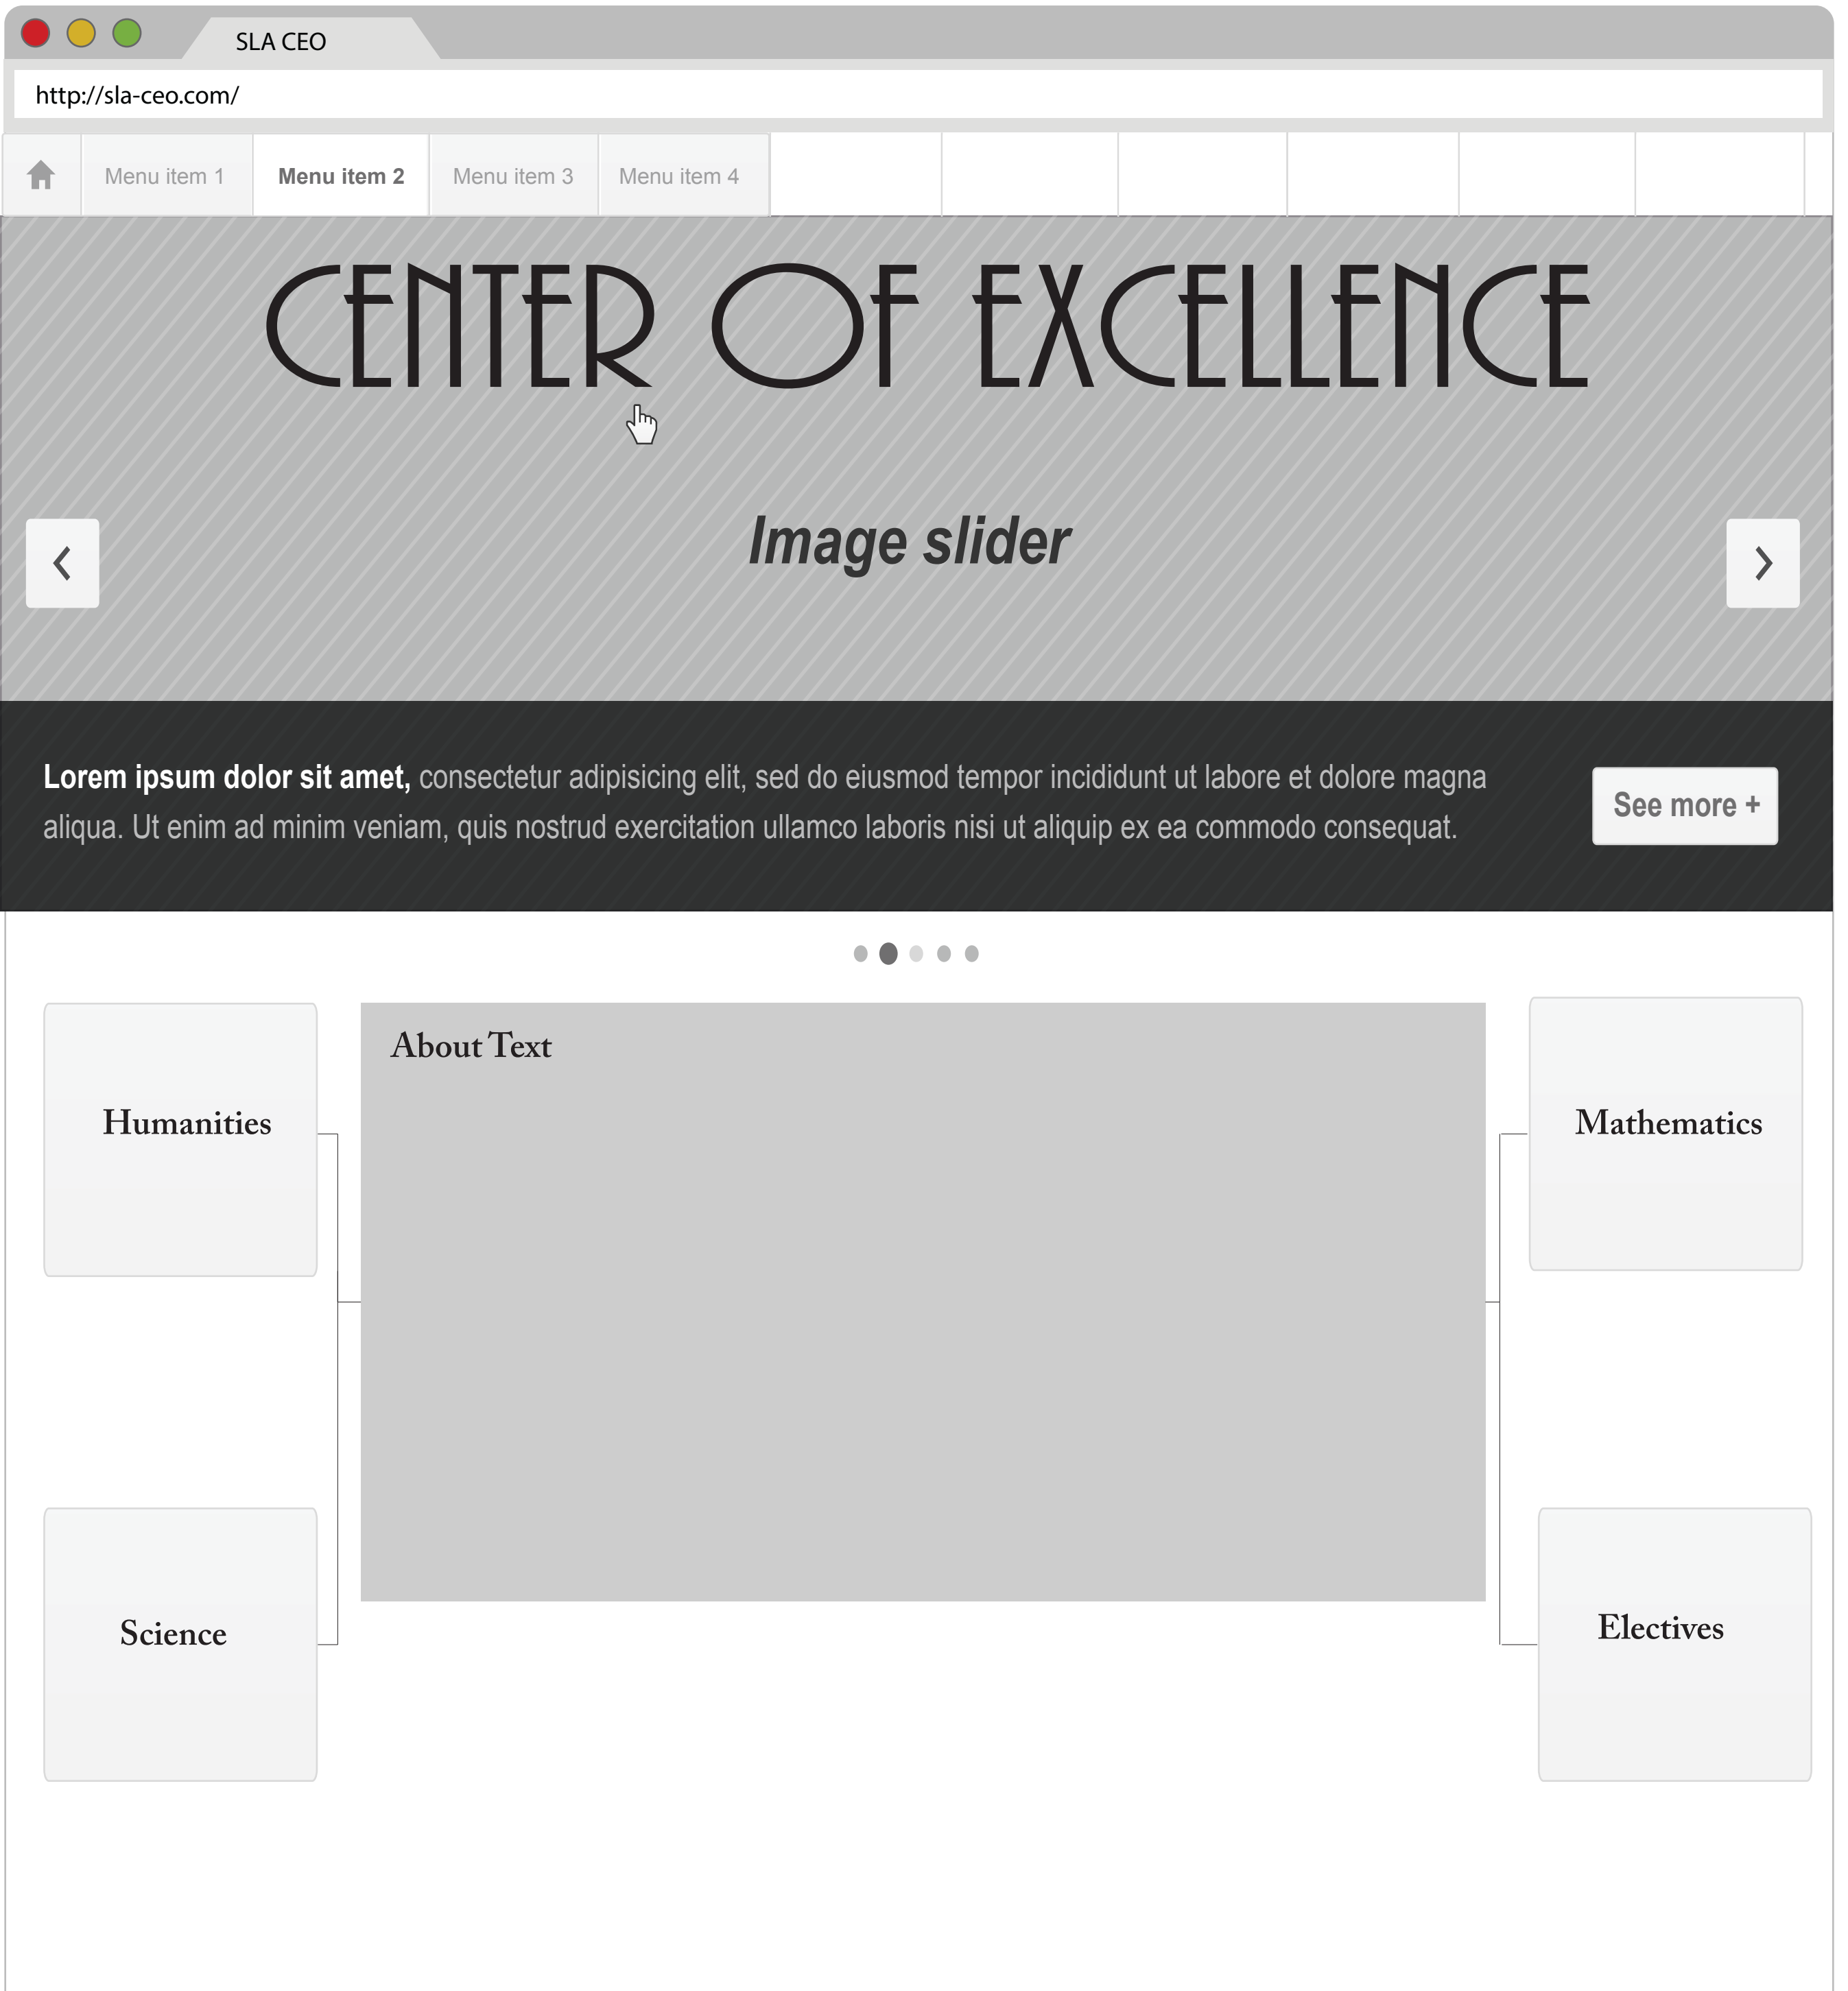 SLA CEO
http://sla-ceo.com/
Menu item 1 Menu item 2 Menu item 3 Menu item 4
CENTER OF EXCELLENCE
Image slider
Lorem ipsum dolor sit amet, consectetur adipisicing elit, sed do eiusmod tempor incididunt ut labore et dolore magna
aliqua. Ut enim ad minim veniam, quis nostrud exercitation ullamco laboris nisi ut aliquip ex ea commodo consequat.
See more +
About Text
Humanities
Mathematics
Science
Electives